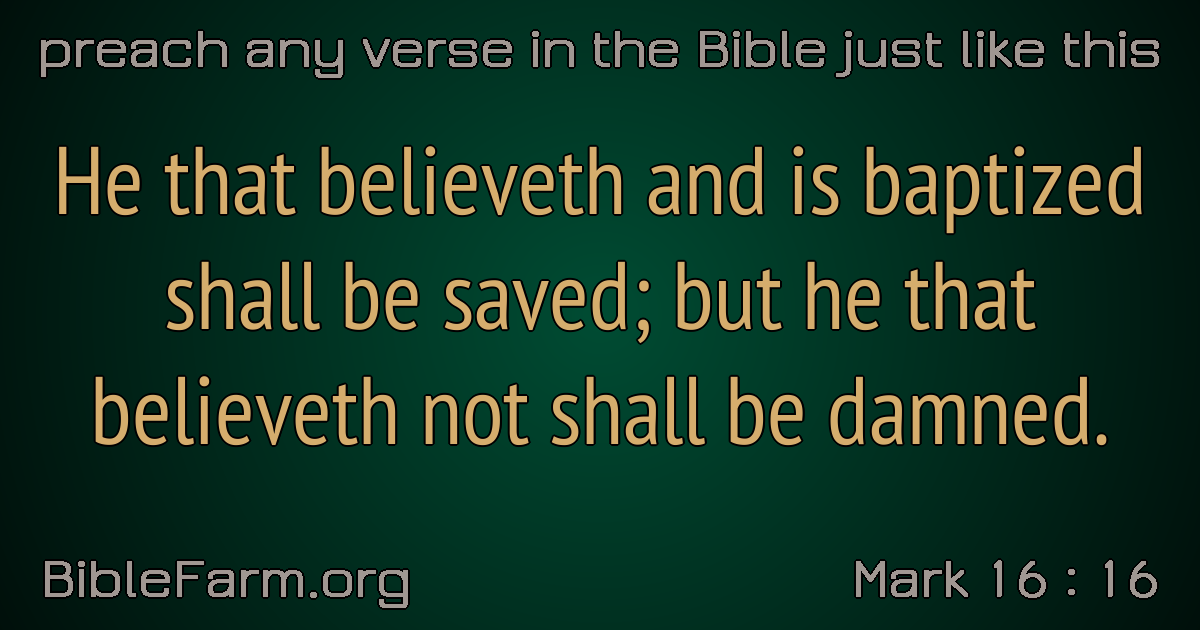 preach any verse in the Bible just like this
He that believeth and is baptized
shall be saved; but he that
believeth not shall be damned.
BibleFarm.org
Mark 16 : 16